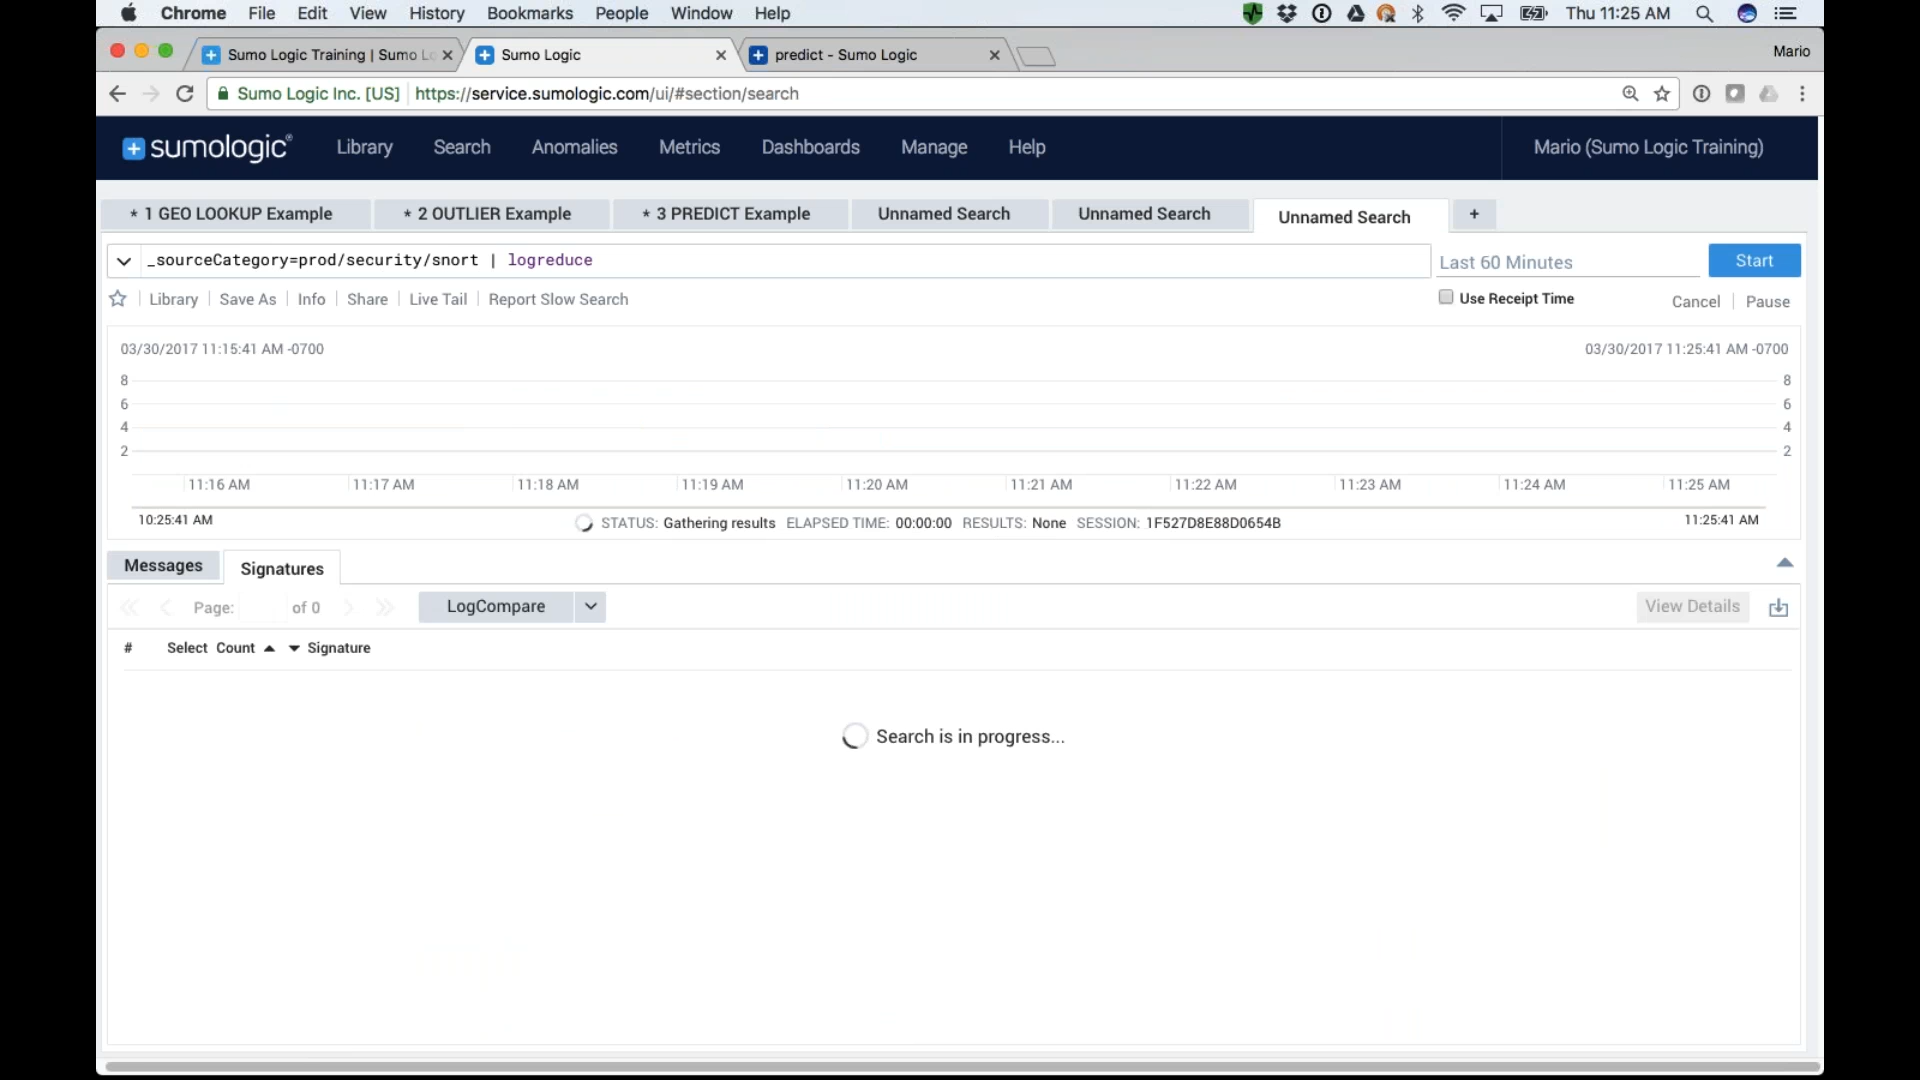 Chrome File Edit View History Bookmarks People Window Help Thu 11:25 AM
Sumo Logic Training | Sumo Lo Sumo Logic predict - Sumo Logic Mario
Sumo Logic Inc. [US] https://service.sumologic.com/ui/#section/search
sumologic® Library Search Anomalies Metrics Dashboards Manage Help Mario (Sumo Logic Training)
* 1 GEO LOOKUP Example * 2 OUTLIER Example * 3 PREDICT Example Unnamed Search Unnamed Search Unnamed Search +
_sourceCategory=prod/security/snort | logreduce Last 60 Minutes Start
Library Save As Info Share Live Tail Report Slow Search Use Receipt Time Cancel Pause
03/30/2017 11:15:41 AM -0700 03/30/2017 11:25:41 AM -0700
8 8
6 6
4 4
2 2
11:16 AM 11:17 AM 11:18 AM 11:19 AM 11:20 AM 11:21 AM 11:22 AM 11:23 AM 11:24 AM 11:25 AM
10:25:41 AM STATUS: Gathering results ELAPSED TIME: 00:00:00 RESULTS: None SESSION: 1F527D8E88D0654B 11:25:41 AM
Messages Signatures
Page: of 0 LogCompare View Details
# Select Count Signature
Search is in progress...